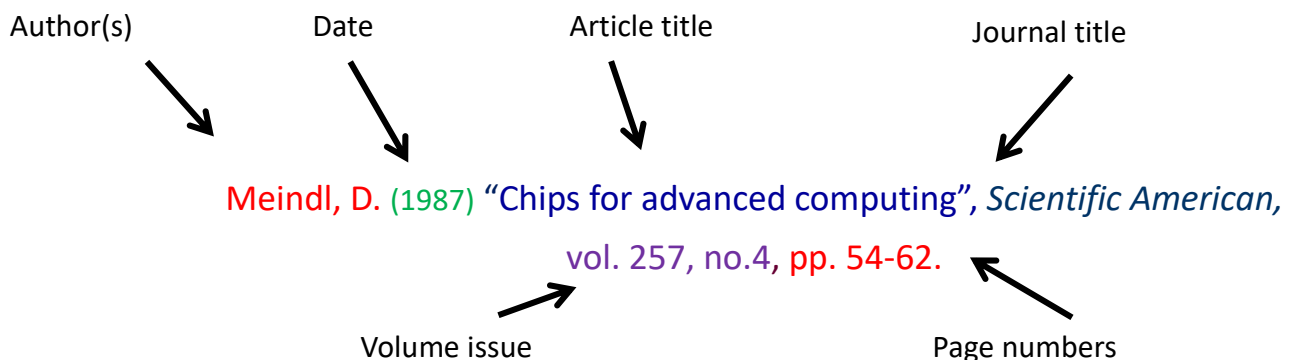 Author(s) Date Article title Journal title
Meindl, D. (1987) “Chips for advanced computing”, Scientific American,
vol. 257, no.4, pp. 54-62.
Volume issue Page numbers